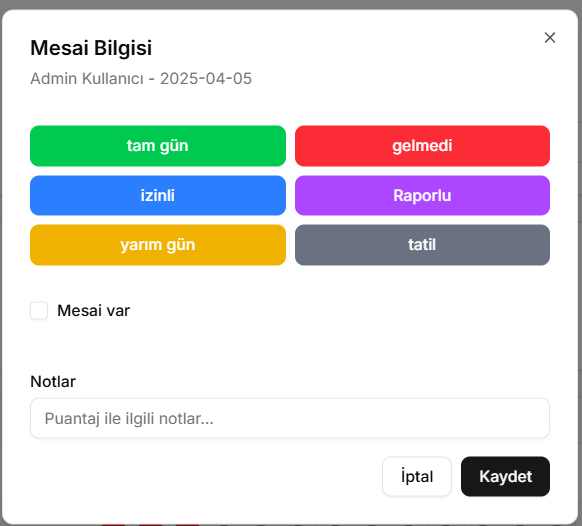 Mesai Bilgisi
Admin Kullanıcı - 2025-04-05
tam gün
gelmedi
izinli
Raporlu
yarım gün
tatil
Mesai var
Notlar
Puantaj ile ilgili notlar...
İptal
Kaydet